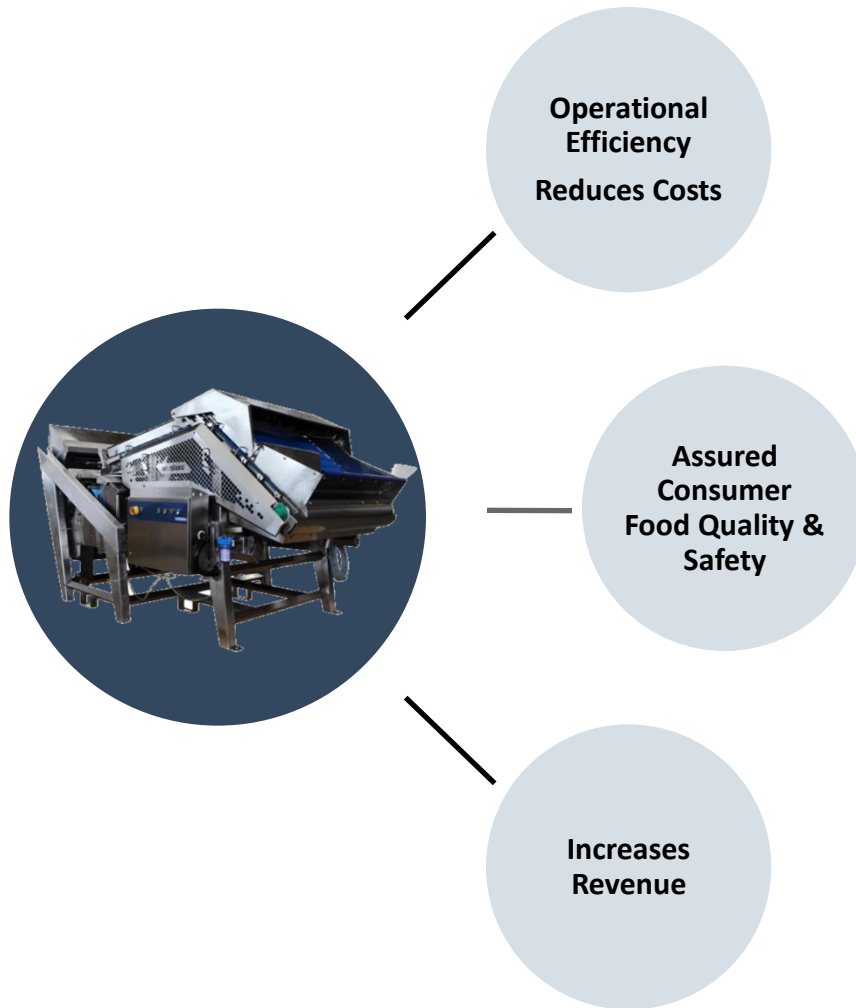 Operational
Efficiency
Reduces Costs
Assured
Consumer
Food Quality &
Safety
Increases
Revenue